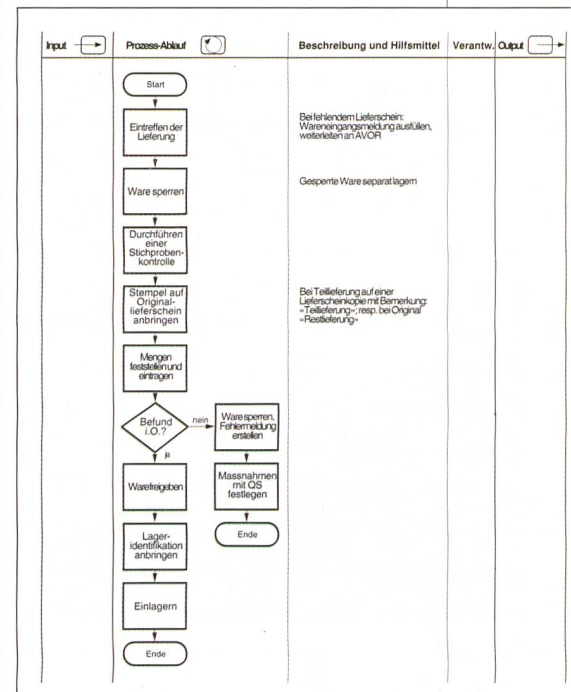 Input
Prozess-Ablauf
Beschreibung und Hilfsmittel
Verantw.
Output
Start
Eintreffen der
Lieferung
Bei fehlendem Lieferschein:
Wareneingangsmeldung ausfüllen,
weiterleiten an AVOR
Ware sperren
Gesperrte Ware separat lagern
Durchführen
einer
Stichproben-
kontrolle
Stempel auf
Original-
lieferschein
anbringen
Bei Teillieferung auf einer
Lieferscheinkopie mit Bemerkung:
«Teillieferung»; resp. bei Original
«Restlieferung»
Mengen
feststellen und
eintragen
Befund
i.O.?
nein
Ware sperren,
Fehlermeldung
erstellen
ja
Ware freigeben
Massnahmen
mit QS
festlegen
Lager-
identifikation
anbringen
Ende
Einlagern
Ende